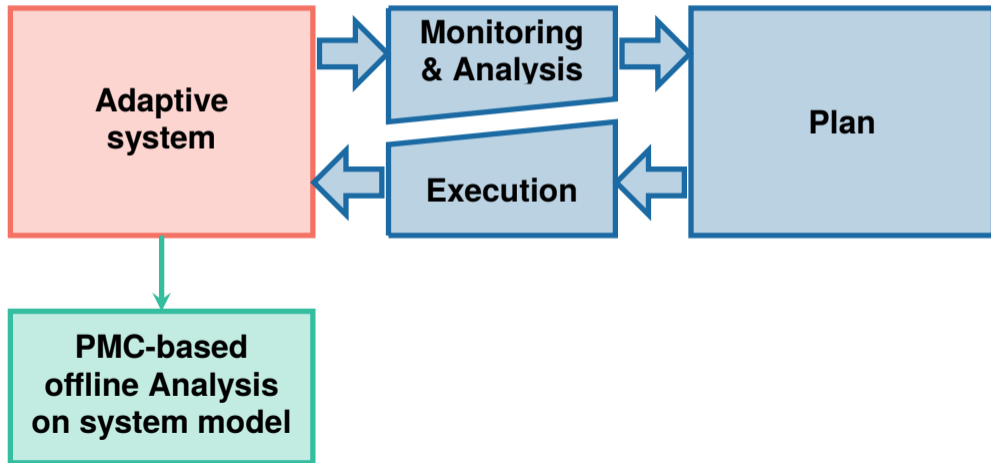 Adaptive
system
Monitoring
& Analysis
Plan
Execution
PMC-based
offline Analysis
on system model